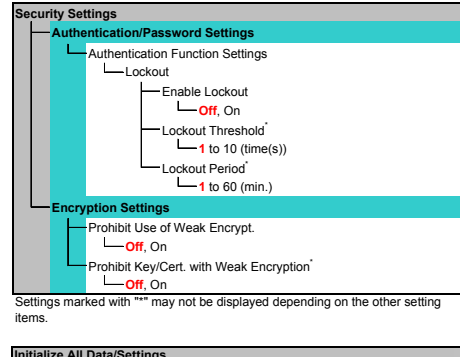 Security Settings
Authentication/Password Settings
Authentication Function Settings
Lockout
Enable Lockout
Off, On
Lockout Threshold*
1 to 10 (time(s))
Lockout Period*
1 to 60 (min.)
Encryption Settings
Prohibit Use of Weak Encrypt.
Off, On
Prohibit Key/Cert. with Weak Encryption*
Off, On
Settings marked with "*" may not be displayed depending on the other setting
items.
Initialize All Data/Settings